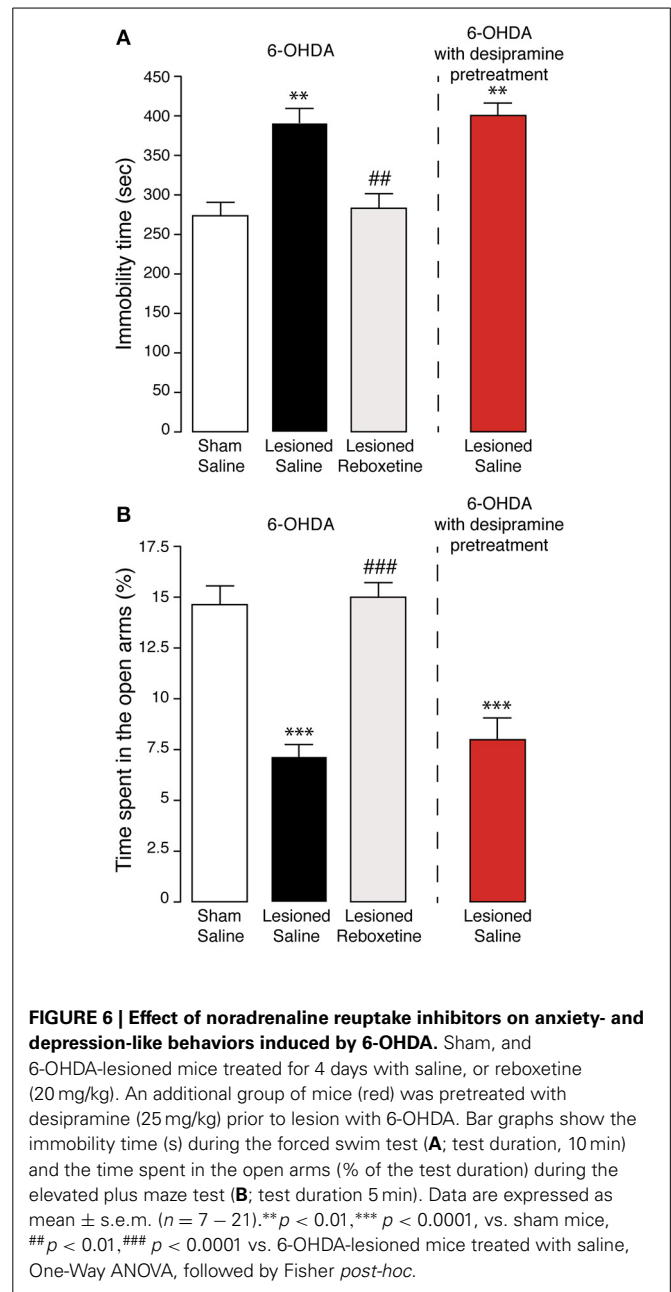 A
6-OHDA
6-OHDA
with desipramine
pretreatment
Immobility time (sec)
450
400
350
300
250
200
150
100
50
0
**
##
**
Sham
Saline
Lesioned
Saline
Lesioned
Reboxetine
Lesioned
Saline
B
6-OHDA
6-OHDA
with desipramine
pretreatment
Time spent in the open arms (%)
17.5
15
12.5
10
7.5
5
2.5
0
***
###
***
Sham
Saline
Lesioned
Saline
Lesioned
Reboxetine
Lesioned
Saline
FIGURE 6 | Effect of noradrenaline reuptake inhibitors on anxiety- and
depression-like behaviors induced by 6-OHDA. Sham, and
6-OHDA-lesioned mice treated for 4 days with saline, or reboxetine
(20 mg/kg). An additional group of mice (red) was pretreated with
desipramine (25 mg/kg) prior to lesion with 6-OHDA. Bar graphs show the
immobility time (s) during the forced swim test (A; test duration, 10 min)
and the time spent in the open arms (% of the test duration) during the
elevated plus maze test (B; test duration 5 min). Data are expressed as
mean ± s.e.m. (n = 7 – 21).**p < 0.01,*** p < 0.0001, vs. sham mice,
##p < 0.01,### p < 0.0001 vs. 6-OHDA-lesioned mice treated with saline,
One-Way ANOVA, followed by Fisher post-hoc.